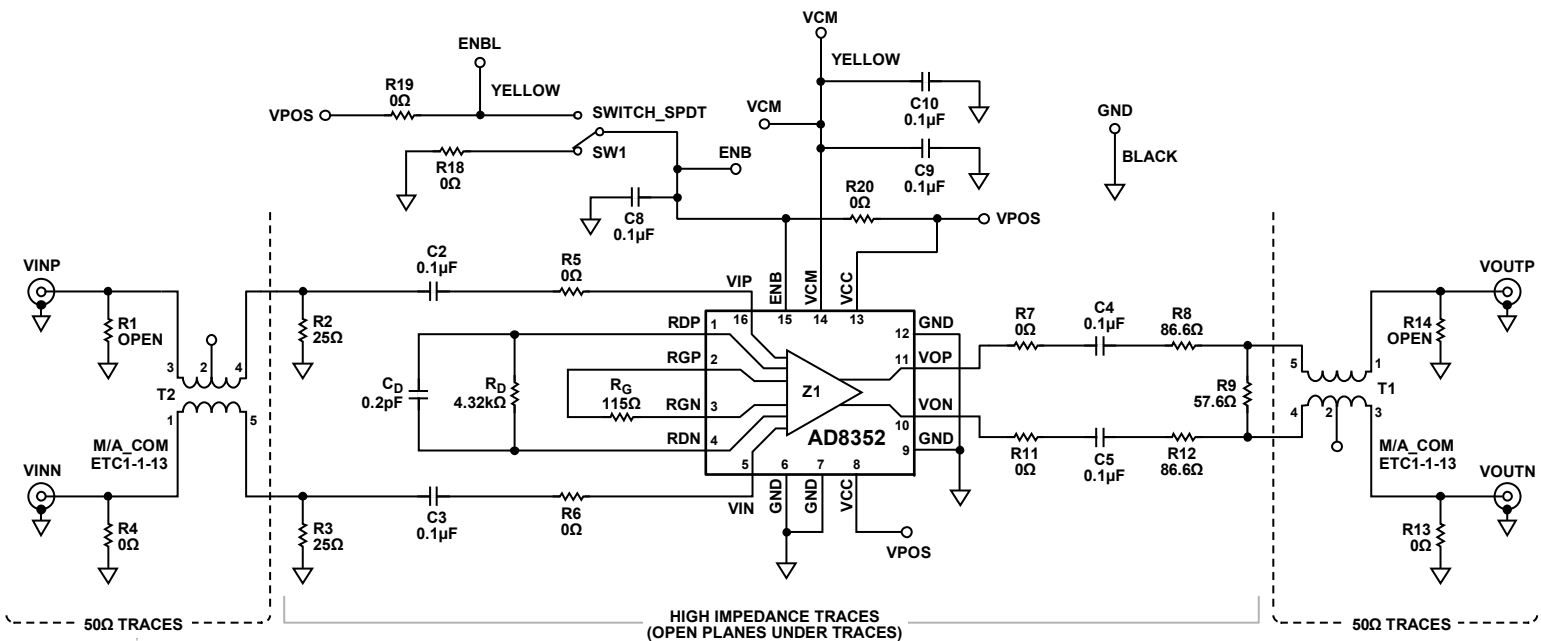 VCM
ENBL
YELLOW
R19
0Ω
YELLOW
C10
0.1µF
VPOS
SWITCH_SPDT
VCM
GND
SW1
R18
0Ω
ENB
C9
0.1µF
BLACK
R20
0Ω
C8
0.1µF
VPOS
VINP
C2
0.1µF
R5
0Ω
VIP
ENB
VCM
VCC
VOUTP
R1
OPEN
R2
25Ω
16
15
14
13
RDP
1
12
GND
R7
0Ω
C4
0.1µF
R8
86.6Ω
R14
OPEN
3
2
4
RGP
2
11
VOP
5
1
T2
CD
0.2pF
RD
4.32kΩ
RG
115Ω
Z1
R9
57.6Ω
T1
1
5
RGN
3
VON
10
4
2
3
M/A_COM
ETC1-1-13
RDN
4
AD8352
GND
9
R11
0Ω
C5
0.1µF
R12
86.6Ω
M/A_COM
ETC1-1-13
VINN
5
6
7
8
VOUTN
R4
0Ω
R3
25Ω
C3
0.1µF
R6
0Ω
VIN
GND
GND
VCC
R13
0Ω
VPOS
50Ω TRACES
HIGH IMPEDANCE TRACES
(OPEN PLANES UNDER TRACES)
50Ω TRACES